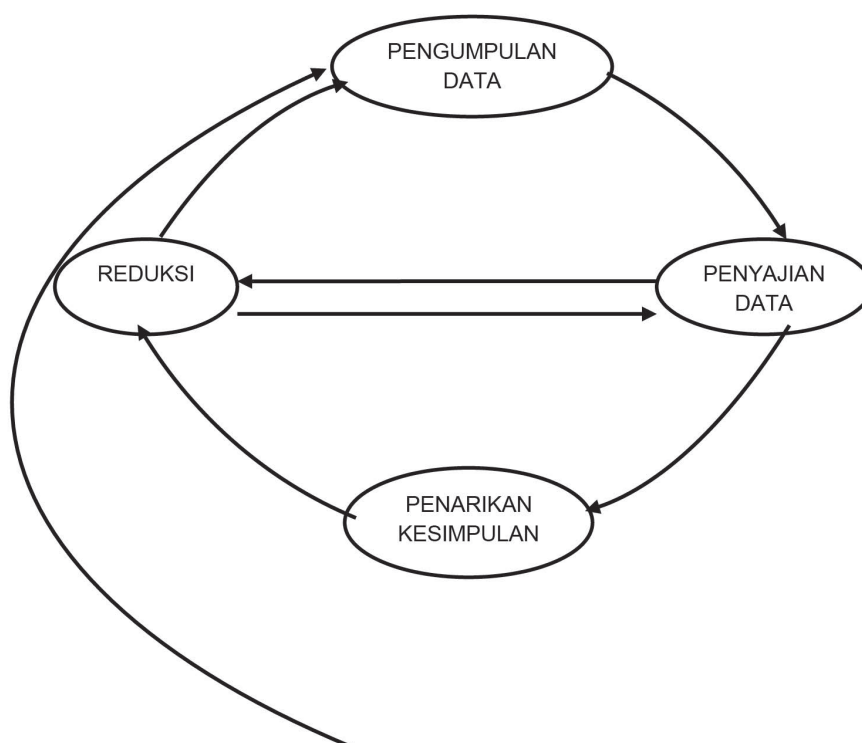 PENGUMPULAN
DATA
REDUKSI
PENYAJIAN
DATA
PENARIKAN
KESIMPULAN